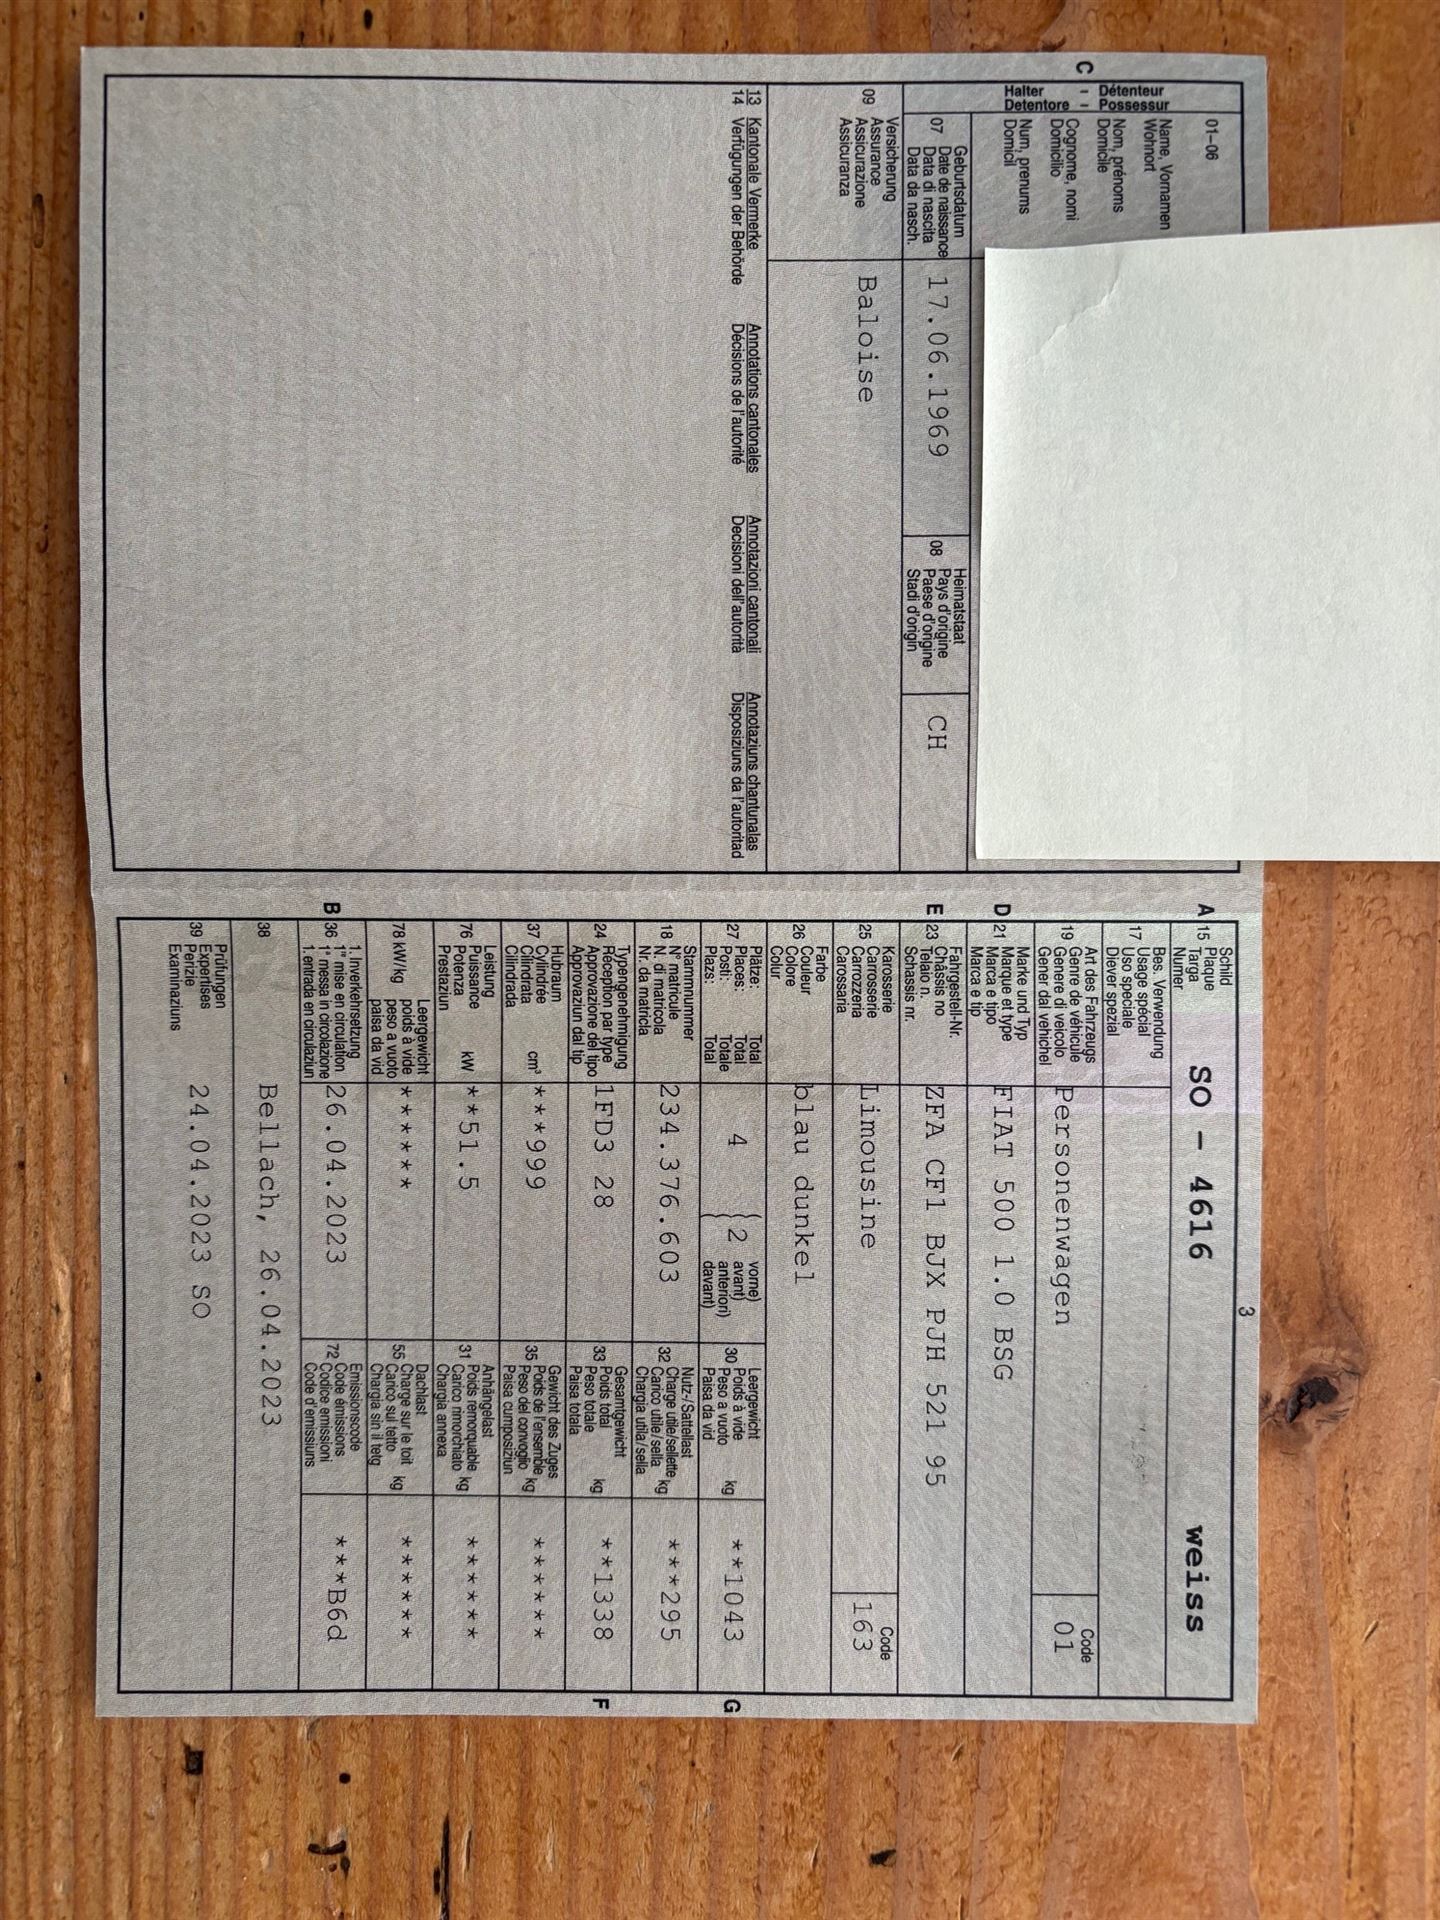 C
Halter – Détenteur
Detentore – Possessur
01–06
Name, Vornamen
Wohnort
Nom, prénoms
Domicile
Cognome, nomi
Domicilio
Num, prenums
Domicil
Geburtsdatum
07 Date de naissance
Data di nascita
Data da nasch.
17.06.1969
Heimatstaat
08 Pays d'origine
Paese d'origine
Stadi d'origin
CH
Versicherung
09 Assurance
Assicurazione
Assicuranza
Baloise
13 Kantonale Vermerke Annotations cantonales Annotazioni cantonali Annotaziuns chantunalas
14 Verfügungen der Behörde Décisions de l'autorité Decisioni dell'autorità Disposiziuns da l'autoritad
3
A
Schild
15 Plaque
Targa
Numer
SO – 4616 weiss
Bes. Verwendung
17 Usage spécial
Uso speciale
Diever spezial
Art des Fahrzeugs
19 Genre de véhicule
Genere di veicolo
Gener dal vehichel
Personenwagen
Code
01
D
Marke und Typ
21 Marque et type
Marca e tipo
Marca e tip
FIAT 500 1.0 BSG
E
Fahrgestell-Nr.
23 Châssis no
Telaio n.
Schassis nr.
ZFA CF1 BJX PJH 521 95
Karosserie
25 Carrosserie
Carrozzeria
Carossaria
Limousine
Code
163
Farbe
26 Couleur
Colore
Colur
blau dunkel
Plätze: Total
27 Places: Total
Posti: Totale
Plazs: Total
4
( 2 vorne)
avant)
anteriori)
( davant)
Leergewicht
30 Poids à vide
Peso a vuoto kg
Paisa da vid
**1043
G
Stammnummer
18 N° matricule
N. di matricola
Nr. da matricla
234.376.603
Nutz-/Sattellast
32 Charge utile/sellette
Carico utile/sella kg
Chargia utila/sella
***295
Typengenehmigung
24 Réception par type
Approvazione del tipo
Approvaziun dal tip
1FD3 28
Gesamtgewicht
33 Poids total
Peso totale kg
Paisa totala
**1338
F
Hubraum
37 Cylindrée
Cilindrata cm³
Cilindrada
***999
Gewicht des Zuges
35 Poids de l'ensemble
Peso del convoglio kg
Paisa cumposiziun
******
Leistung
76 Puissance
Potenza kW
Prestaziun
**51.5
Anhängelast
31 Poids remorquable
Carico rimorchiato kg
Chargia annexa
******
Leergewicht
78 kW/kg poids à vide
peso a vuoto
paisa da vid
******
Dachlast
55 Charge sur le toit
Carico sul tetto kg
Chargia sin il tetg
******
B
1. Inverkehrsetzung
36 1re mise en circulation
1a messa in circolazione
1. entrada en circulaziun
26.04.2023
Emissionscode
72 Code émissions
Codice emissioni
Code d'emissiuns
***B6d
38
Bellach, 26.04.2023
Prüfungen
39 Expertises
Perizie
Examinaziuns
24.04.2023 SO